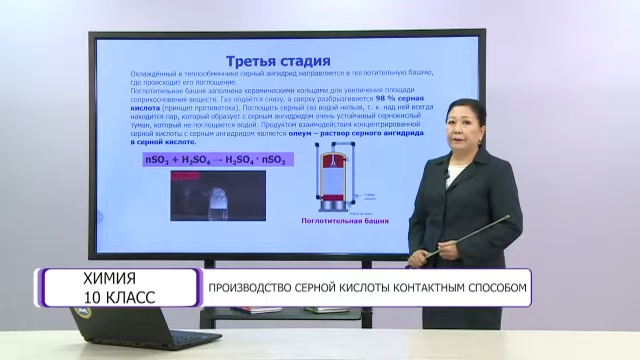 Третья стадия
Охлаждённый в теплообменнике серный ангидрид направляется в поглотительную башню,
где происходит его поглощение.
Поглотительная башня заполнена керамическими кольцами для увеличения площади
соприкосновения веществ. Газ подаётся снизу, а сверху разбрызгивается 98 % серная
кислота (принцип противотока). Поглощать серный газ водой нельзя, т. к. над ней всегда
находится пар, который образует с серным ангидридом очень устойчивый сернокислый
туман, который не поглощается водой. Продуктом взаимодействия концентрированной
серной кислоты с серным ангидридом является олеум – раствор серного ангидрида
в серной кислоте.
nSO₃ + H₂SO₄ → H₂SO₄ · nSO₃
Поглотительная башня
ХИМИЯ
10 КЛАСС
ПРОИЗВОДСТВО СЕРНОЙ КИСЛОТЫ КОНТАКТНЫМ СПОСОБОМ